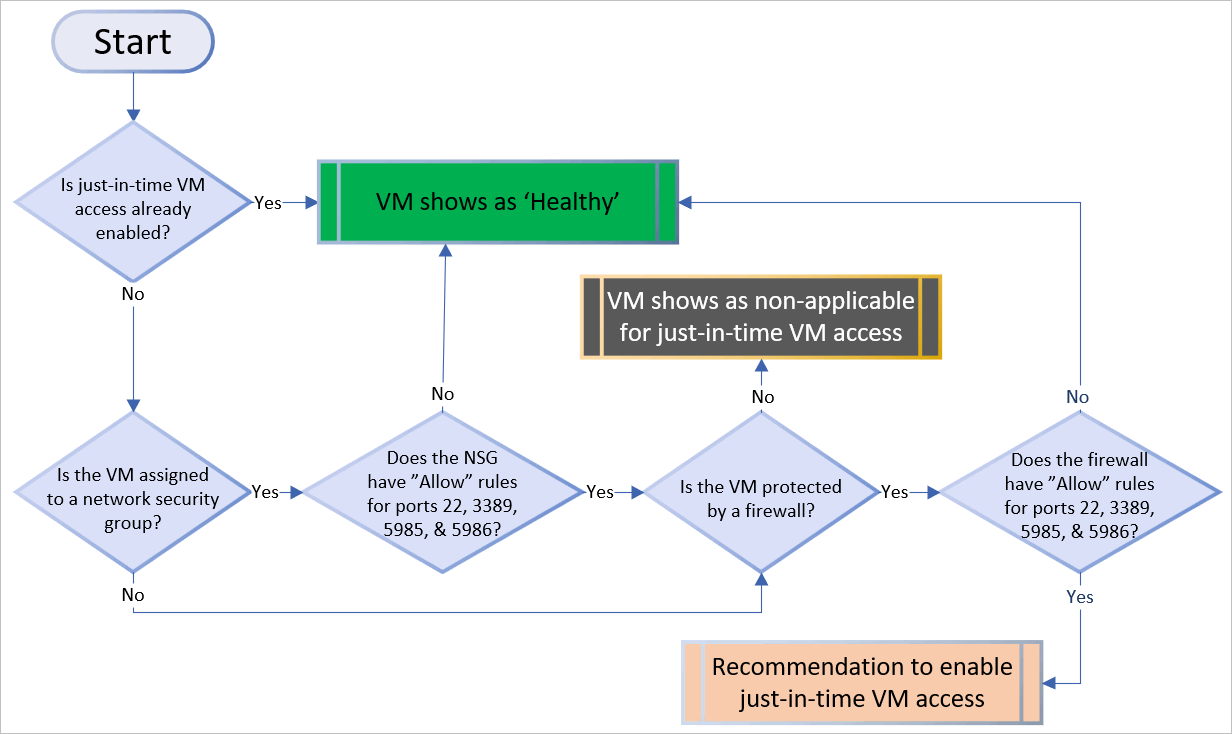 Start
Is just-in-time VM
access already
enabled?
Yes
VM shows as ‘Healthy’
No
VM shows as non-applicable
for just-in-time VM access
No
No
No
Is the VM assigned
to a network security
group?
Yes
Does the NSG
have ”Allow” rules
for ports 22, 3389,
5985, & 5986?
Yes
Is the VM protected
by a firewall?
Yes
Does the firewall
have ”Allow” rules
for ports 22, 3389,
5985, & 5986?
No
Yes
Recommendation to enable
just-in-time VM access